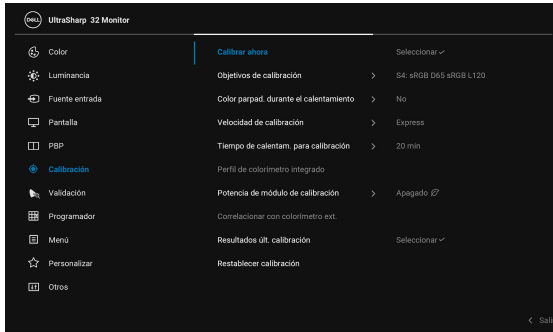 DELL UltraSharp 32 Monitor
Color
Luminancia
Fuente entrada
Pantalla
PBP
Calibración
Validación
Programador
Menú
Personalizar
Otros
Calibrar ahora Seleccionar
Objetivos de calibración S4: sRGB D65 sRGB L120
Color parpad. durante el calentamiento No
Velocidad de calibración Express
Tiempo de calentam. para calibración 20 min
Perfil de colorímetro integrado
Potencia de módulo de calibración Apagado
Correlacionar con colorímetro ext.
Resultados últ. calibración Seleccionar
Restablecer calibración